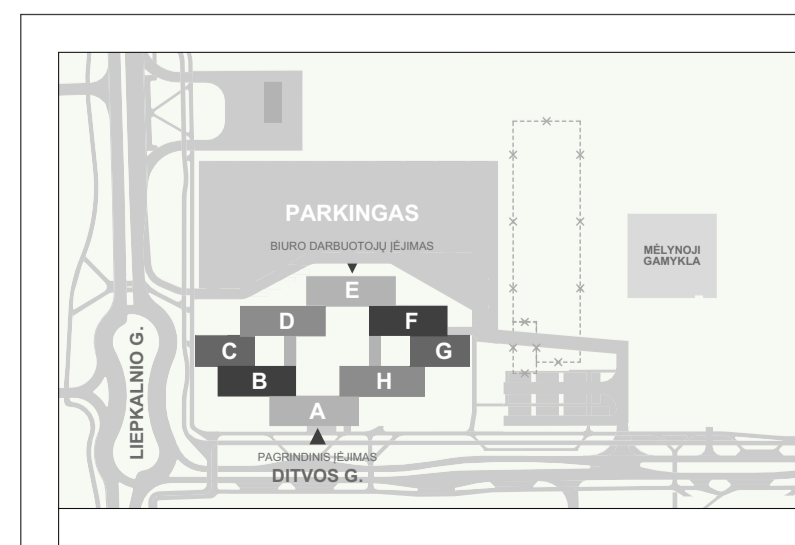 PARKINGAS
BIURO DARBUOTOJŲ ĮĖJIMAS
MĖLYNOJI
GAMYKLA
E
D
F
C
G
B
H
A
LIEPKALNIO G.
PAGRINDINIS ĮĖJIMAS
DITVOS G.